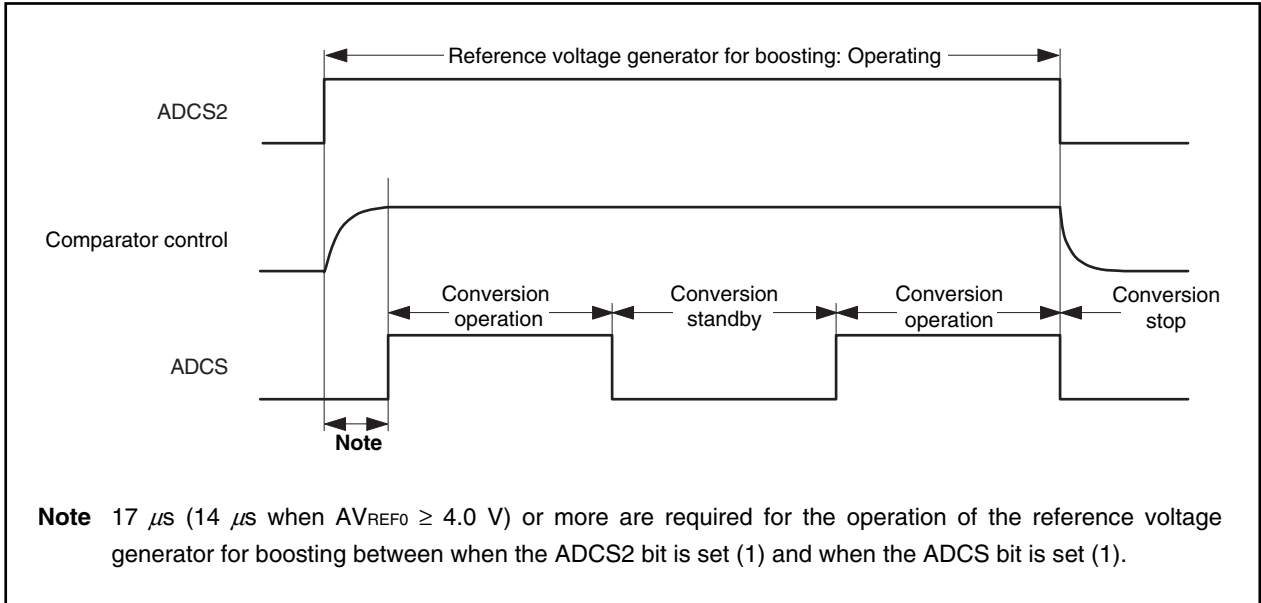 Reference voltage generator for boosting: Operating
ADCS2
Comparator control
Conversion operation
Conversion standby
Conversion operation
Conversion stop
ADCS
Note
Note 17 μs (14 μs when AVREF0 ≥ 4.0 V) or more are required for the operation of the reference voltage
generator for boosting between when the ADCS2 bit is set (1) and when the ADCS bit is set (1).